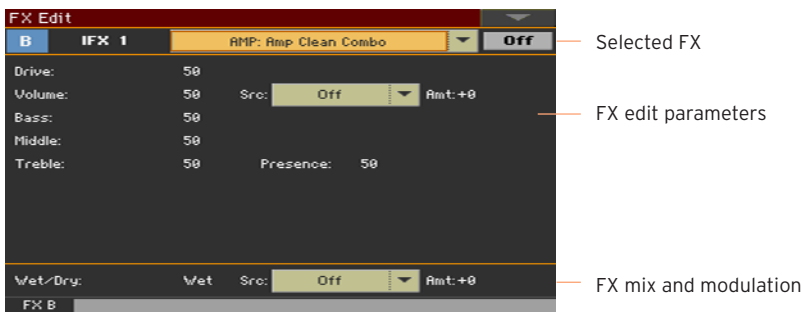 FX Edit
B IFX 1 AMP: Amp Clean Combo Off Selected FX
Drive: 50
Volume: 50 Src: Off Amt:+0
Bass: 50 FX edit parameters
Middle: 50
Treble: 50 Presence: 50
Wet/Dry: Wet Src: Off Amt:+0 FX mix and modulation
FX B